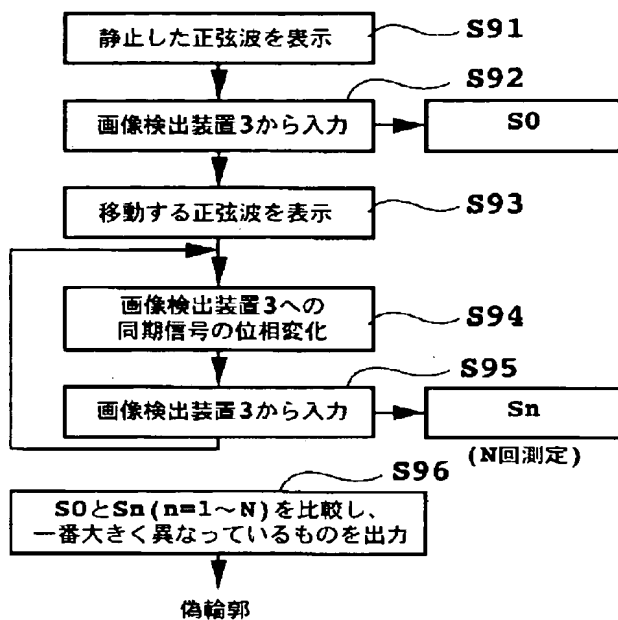 静止した正弦波を表示
S91
S92
画像検出装置3から入力
S0
移動する正弦波を表示
S93
画像検出装置3への
同期信号の位相変化
S94
S95
画像検出装置3から入力
Sn
(N回測定)
S96
S0とSn(n=1~N)を比較し、
一番大きく異なっているものを出力
偽輪郭